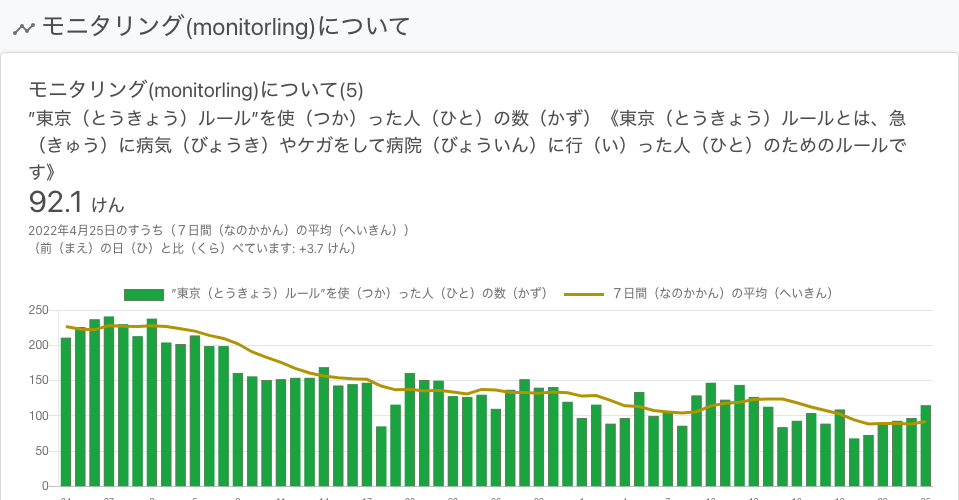 モニタリング(monitorling)について
モニタリング(monitorling)について(5)
”東京（とうきょう）ルール”を使（つか）った人（ひと）の数（かず）《東京（とうきょう）ルールとは、急
（きゅう）に病気（びょうき）やケガをして病院（びょういん）に行（い）った人（ひと）のためのルールで
す》
92.1 けん
2022年4月25日のすうち（７日間（なのかかん）の平均（へいきん））
（前（まえ）の日（ひ）と比（くら）べています: +3.7 けん）
”東京（とうきょう）ルール”を使（つか）った人（ひと）の数（かず） ７日間（なのかかん）の平均（へいきん）
250
200
150
100
50
0